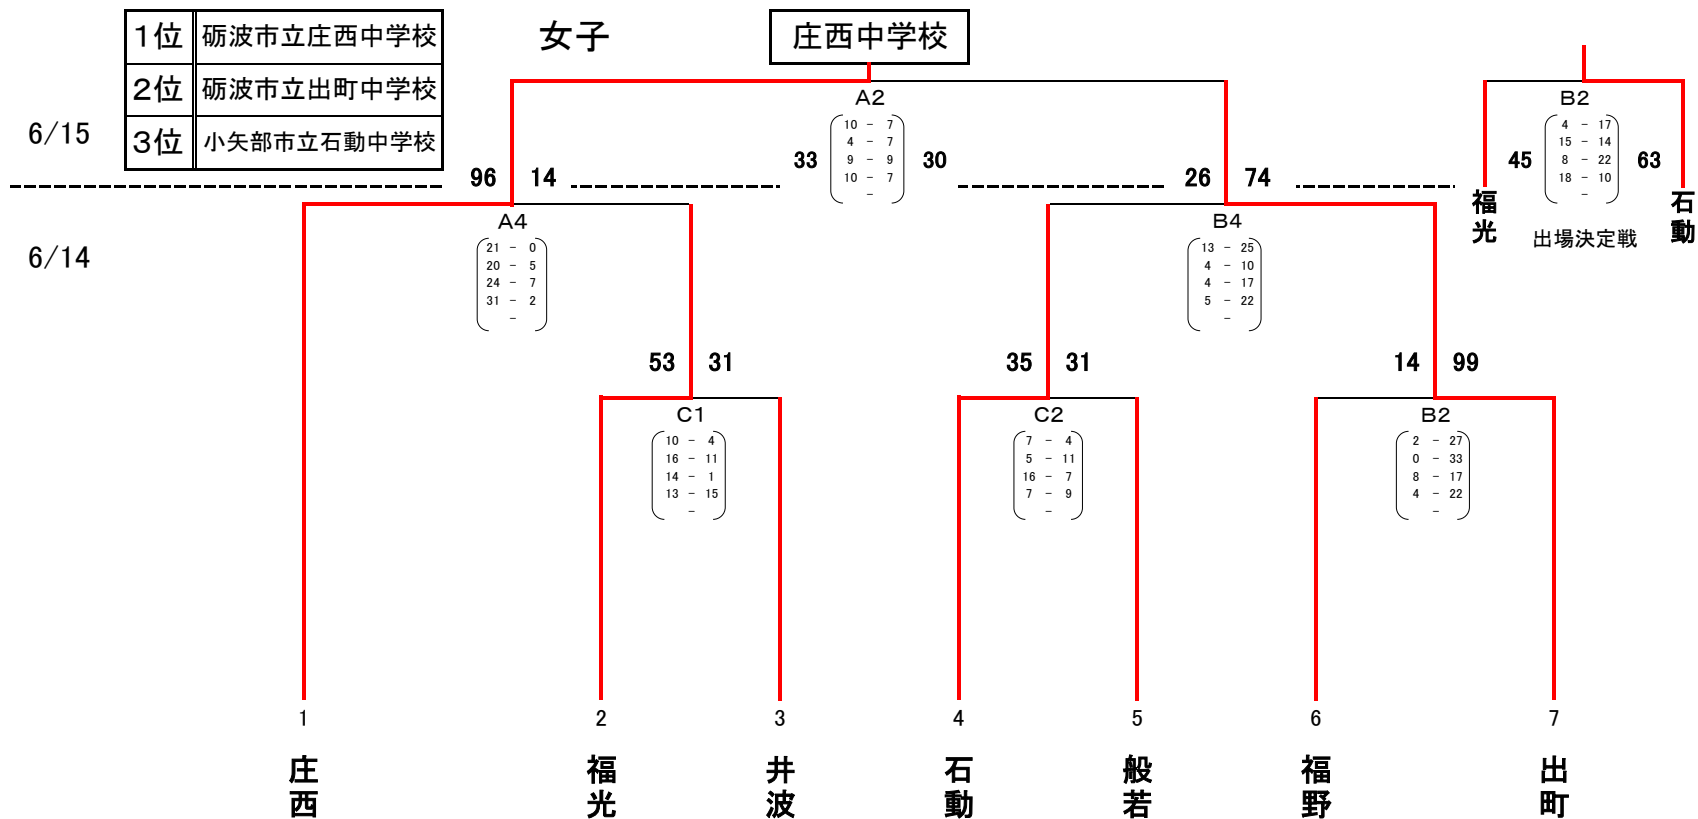 1位 砺波市立庄西中学校
2位 砺波市立出町中学校
3位 小矢部市立石動中学校
女子
庄西中学校
6/15
6/14
A2
33 30
10 - 7
4 - 7
9 - 9
10 - 7
-
B2
45 63
4 - 17
15 - 14
8 - 22
18 - 10
-
福光
石動
出場決定戦
96 14
A4
21 - 0
20 - 5
24 - 7
31 - 2
-
26 74
B4
13 - 25
4 - 10
4 - 17
5 - 22
-
53 31
C1
10 - 4
16 - 11
14 - 1
13 - 15
-
35 31
C2
7 - 4
5 - 11
16 - 7
7 - 9
-
14 99
B2
2 - 27
0 - 33
8 - 17
4 - 22
-
1 2 3 4 5 6 7
庄西
福光
井波
石動
般若
福野
出町